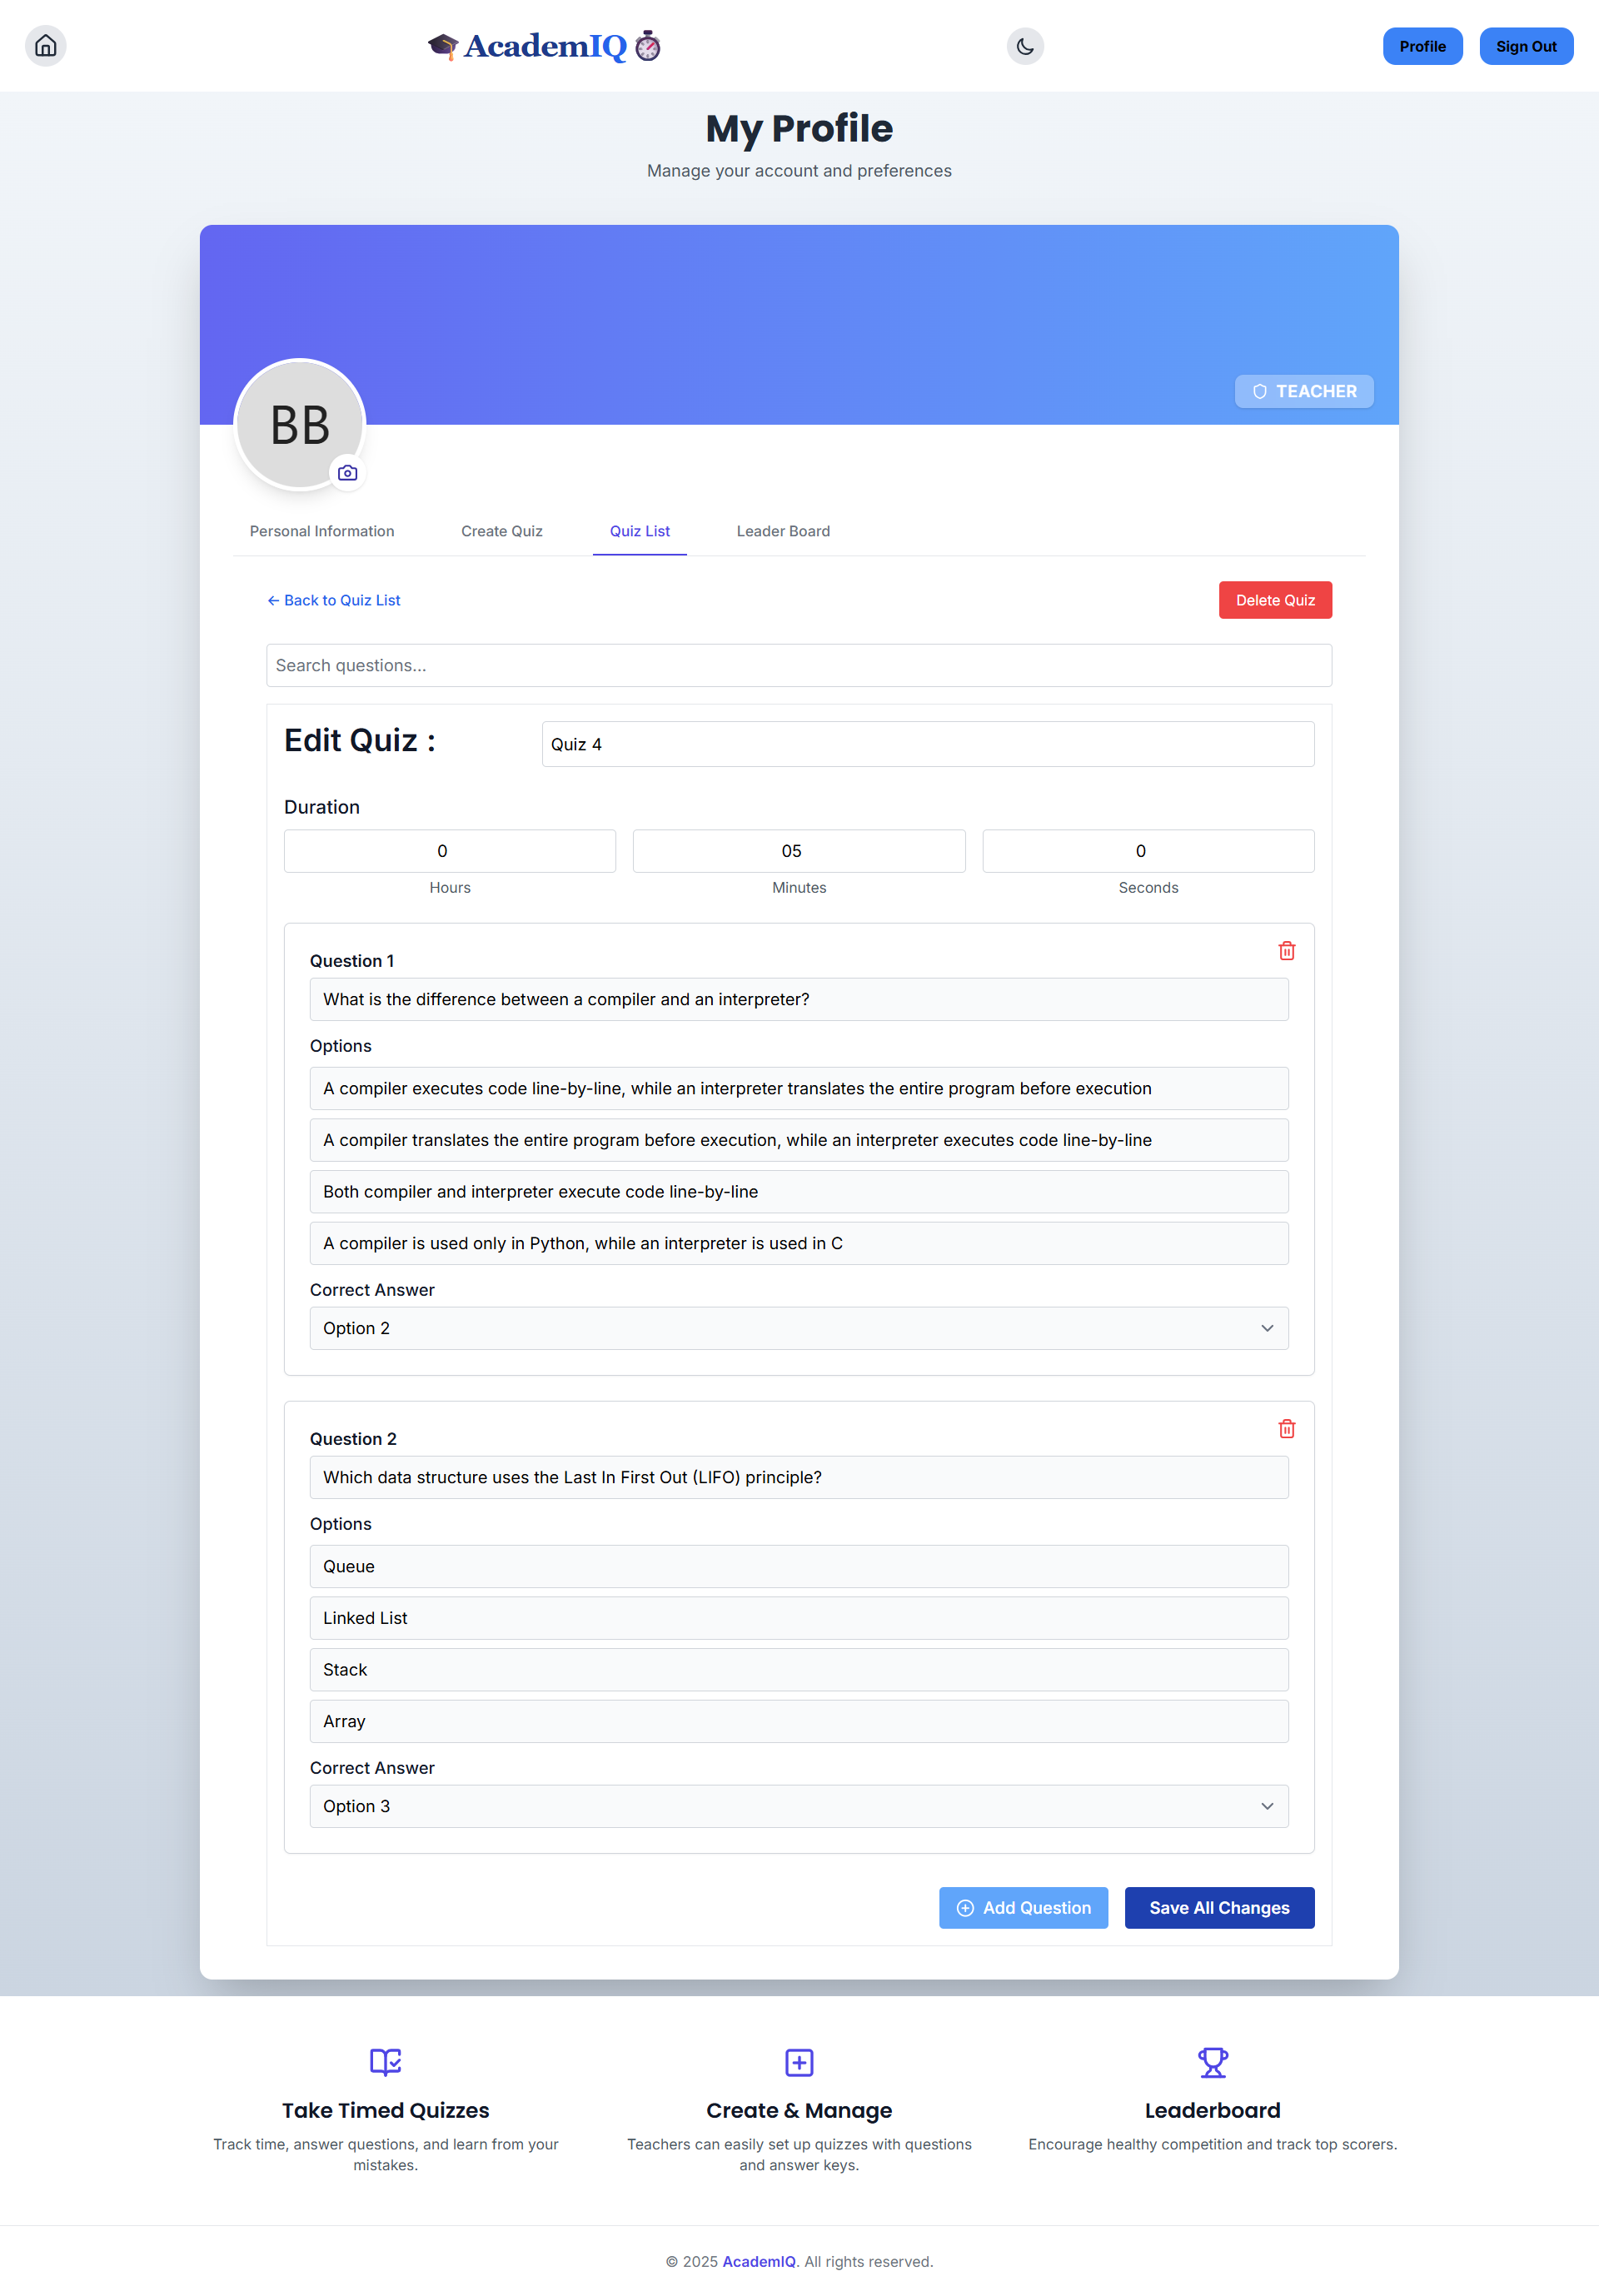 AcademIQ
Profile
Sign Out
My Profile
Manage your account and preferences
TEACHER
BB
Personal Information
Create Quiz
Quiz List
Leader Board
← Back to Quiz List
Delete Quiz
Search questions...
Edit Quiz :
Quiz 4
Duration
0
05
0
Hours
Minutes
Seconds
Question 1
What is the difference between a compiler and an interpreter?
Options
A compiler executes code line-by-line, while an interpreter translates the entire program before execution
A compiler translates the entire program before execution, while an interpreter executes code line-by-line
Both compiler and interpreter execute code line-by-line
A compiler is used only in Python, while an interpreter is used in C
Correct Answer
Option 2
Question 2
Which data structure uses the Last In First Out (LIFO) principle?
Options
Queue
Linked List
Stack
Array
Correct Answer
Option 3
Add Question
Save All Changes
Take Timed Quizzes
Track time, answer questions, and learn from your
mistakes.
Create & Manage
Teachers can easily set up quizzes with questions
and answer keys.
Leaderboard
Encourage healthy competition and track top scorers.
© 2025 AcademIQ. All rights reserved.